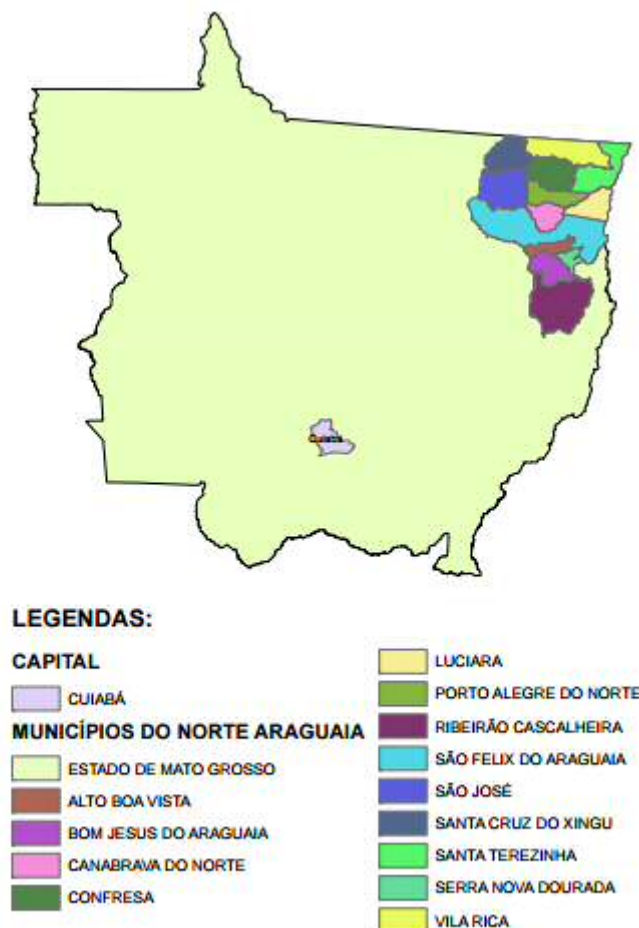 LEGENDAS:
CAPITAL
CUIABÁ
MUNICÍPIOS DO NORTE ARAGUAIA
ESTADO DE MATO GROSSO
ALTO BOA VISTA
BOM JESUS DO ARAGUAIA
CANABRAVA DO NORTE
CONFRESA
LUCIARA
PORTO ALEGRE DO NORTE
RIBEIRÃO CASCALHEIRA
SÃO FELIX DO ARAGUAIA
SÃO JOSÉ
SANTA CRUZ DO XINGU
SANTA TEREZINHA
SERRA NOVA DOURADA
VILA RICA